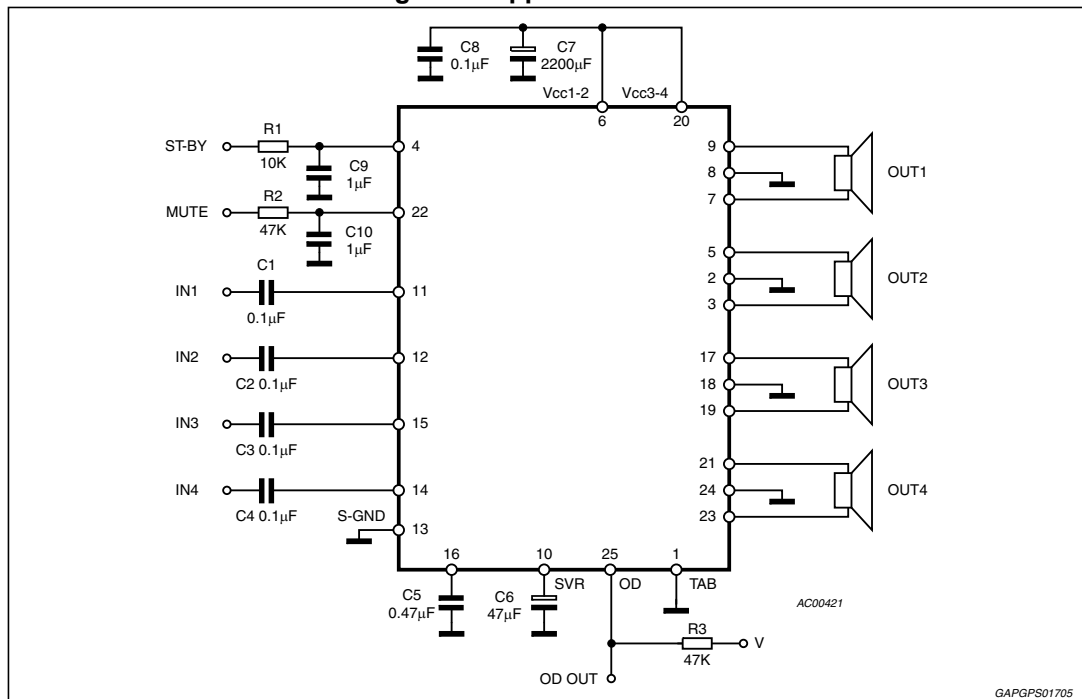 C8
0.1µF
C7
2200µF
Vcc1-2
Vcc3-4
6
20
ST-BY
R1
10K
4
C9
1µF
MUTE
R2
47K
22
C10
1µF
IN1
C1
0.1µF
11
IN2
C2 0.1µF
12
IN3
C3 0.1µF
15
IN4
C4 0.1µF
14
S-GND
13
9
8
7
OUT1
5
2
3
OUT2
17
18
19
OUT3
21
24
23
OUT4
16
10
25
1
SVR
OD
TAB
C5
0.47µF
C6
47µF
AC00421
R3
47K
V
OD OUT
GAPGPS01705